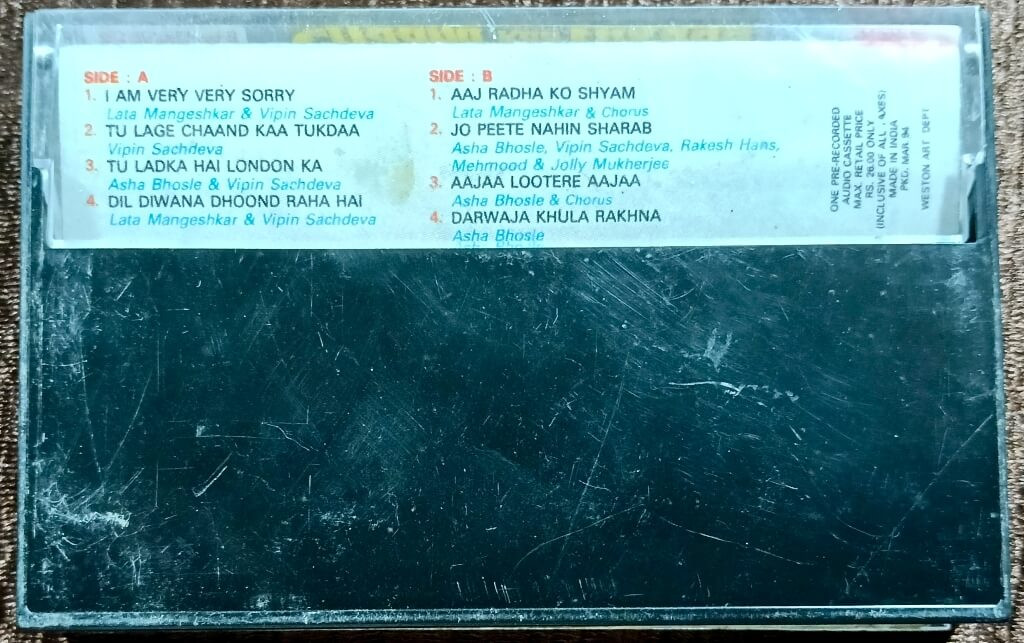 SIDE : A
1. I AM VERY VERY SORRY
Lata Mangeshkar & Vipin Sachdeva
2. TU LAGE CHAAND KAA TUKDAA
Vipin Sachdeva
3. TU LADKA HAI LONDON KA
Asha Bhosle & Vipin Sachdeva
4. DIL DIWANA DHOOND RAHA HAI
Lata Mangeshkar & Vipin Sachdeva
SIDE : B
1. AAJ RADHA KO SHYAM
Lata Mangeshkar & Chorus
2. JO PEETE NAHIN SHARAB
Asha Bhosle, Vipin Sachdeva, Rakesh Hans,
Mehmood & Jolly Mukherjee
3. AAJAA LOOTERE AAJAA
Asha Bhosle & Chorus
4. DARWAJA KHULA RAKHNA
Asha Bhosle
ONE PRE-RECORDED
AUDIO CASSETTE
MAX. RETAIL PRICE
RS. 26.00 ONLY
(INCLUSIVE OF ALL AXES)
MADE IN INDIA
PKD. MAR 94
WESTON ART DEPT